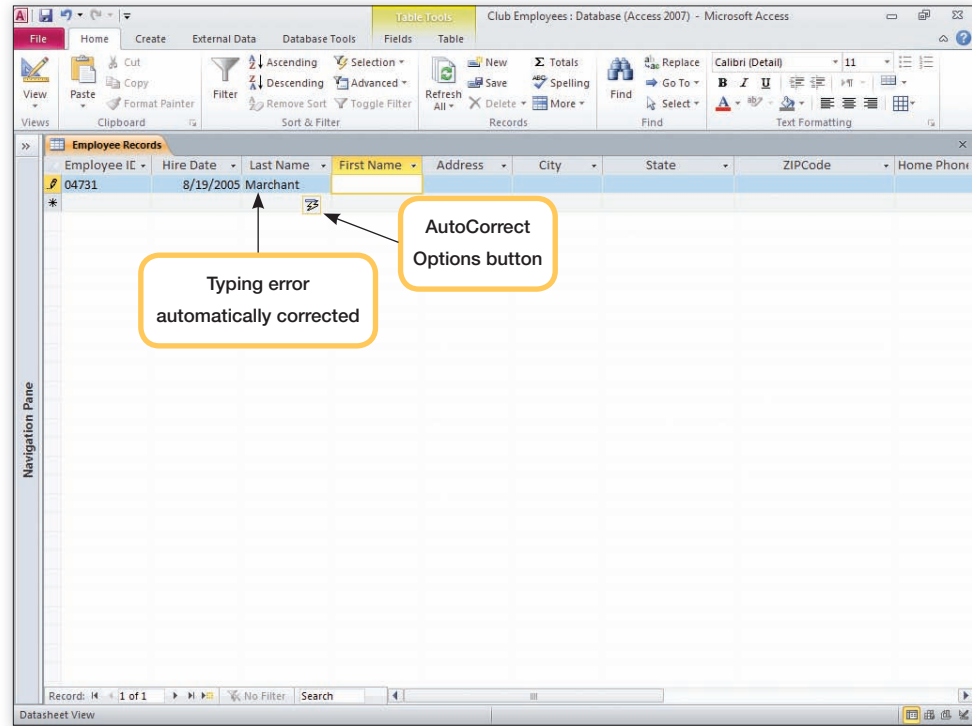 Table Tools Club Employees : Database (Access 2007) - Microsoft Access
File Home Create External Data Database Tools Fields Table
View Paste Cut Copy Format Painter Filter Ascending Descending Remove Sort Selection Advanced Toggle Filter Refresh All New Save Delete Totals Spelling More Find Replace Go To Select Calibri (Detail) 11 B I U A
Views Clipboard Sort & Filter Records Find Text Formatting
Employee Records
Employee ID Hire Date Last Name First Name Address City State ZIPCode Home Phone
04731 8/19/2005 Marchant
AutoCorrect
Options button
Typing error
automatically corrected
Navigation Pane
Record: 1 of 1 No Filter Search
Datasheet View